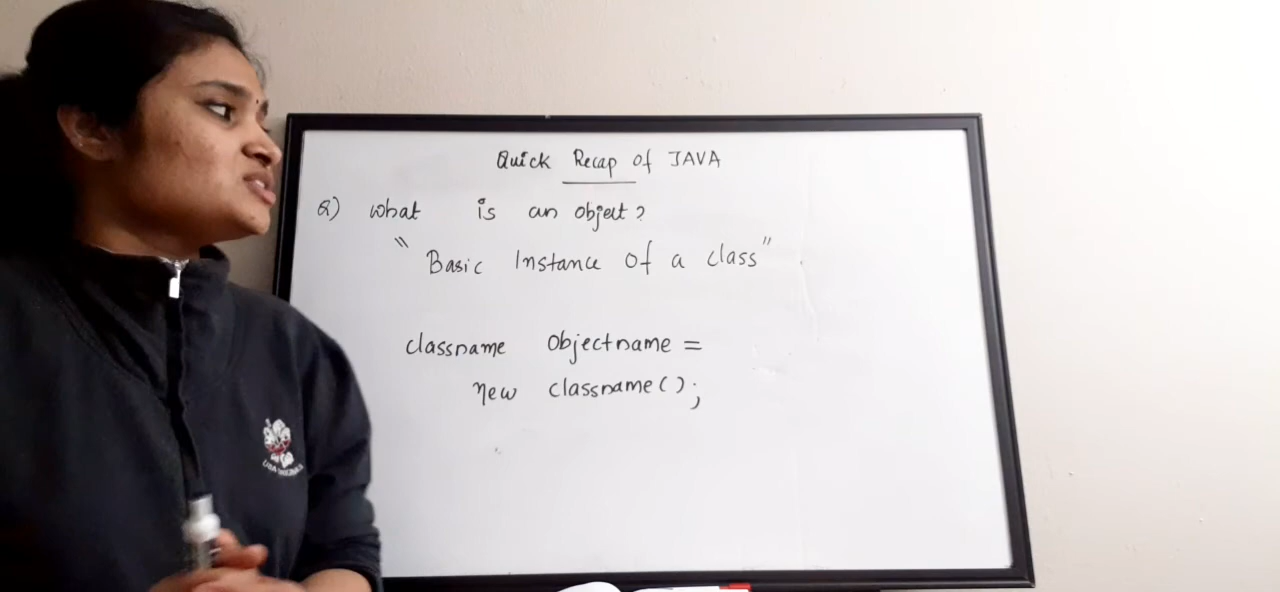 Quick Recap of JAVA
Q) What is an object?
"Basic Instance of a class"
classname objectname =
new classname();